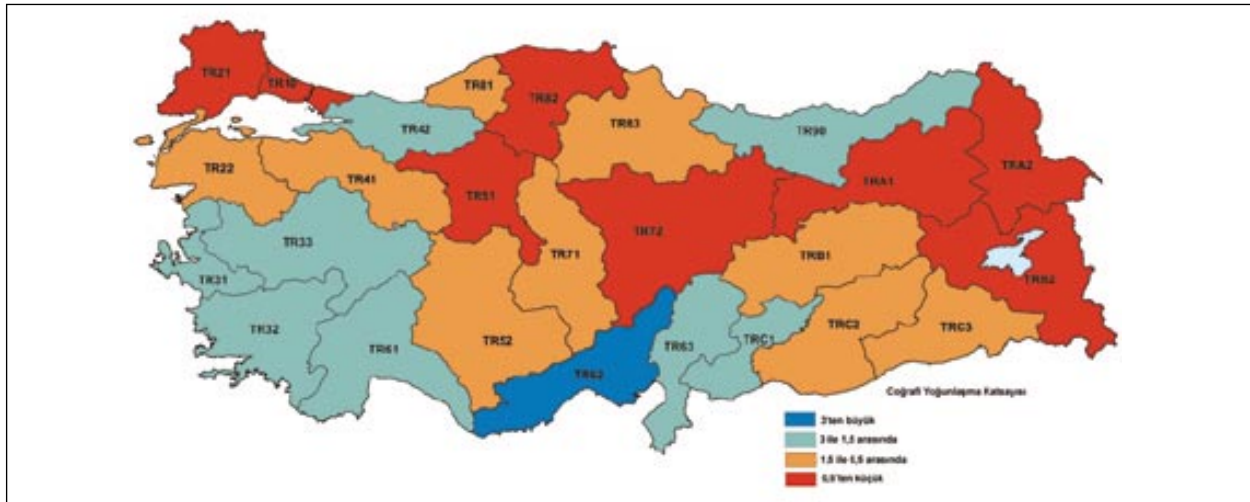 TR21
TR10
TR81
TR82
TR83
TR42
TR90
TRA2
TRA1
TR22
TR41
TR51
TR72
TR71
TR33
TRB1
TRB2
TR31
TR32
TR61
TR52
TR62
TR63
TRC1
TRC2
TRC3
Coğrafi Yoğunlaşma Katsayısı
3'ten büyük
3 ile 1,5 arasında
1,5 ile 0,5 arasında
0,5'ten küçük